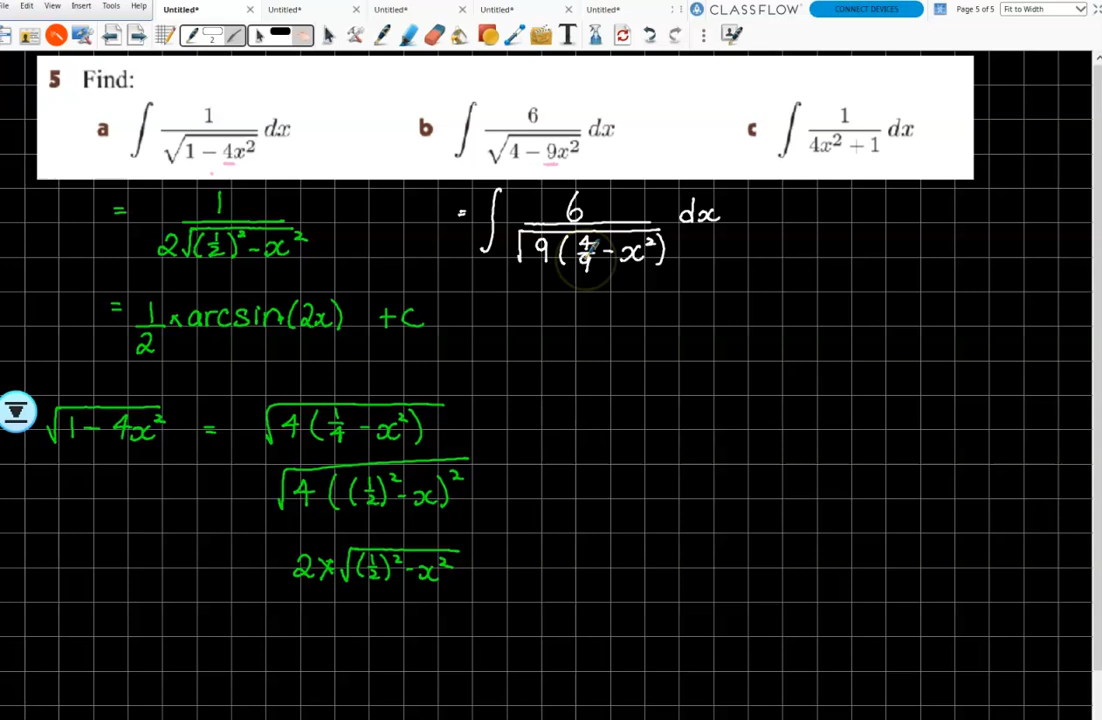 File Edit View Insert Tools Help
Untitled* Untitled* Untitled* Untitled* Untitled* CLASSFLOW CONNECT DEVICES Page 5 of 5 Fit to Width
2
5 Find:
a ∫ 1/√(1 − 4x²) dx b ∫ 6/√(4 − 9x²) dx c ∫ 1/(4x² + 1) dx
= 1/(2√((1/2)² − x²))
= 1/2 × arcsin(2x) + c
√(1 − 4x²) = √(4(1/4 − x²))
√(4((1/2)² − x)²)
2 × √((1/2)² − x²)
= ∫ 6/√(9(4/9 − x²)) dx